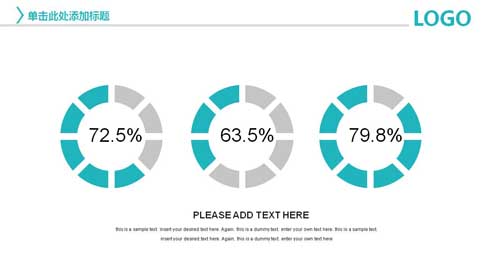 单击此处添加标题
LOGO
72.5%
63.5%
79.8%
PLEASE ADD TEXT HERE
this is a sample text. insert your desired text here. Again, this is a dummy text, enter your own text here. this is a sample text.
insert your desired text here. Again, this is a dummy text, enter your own text here